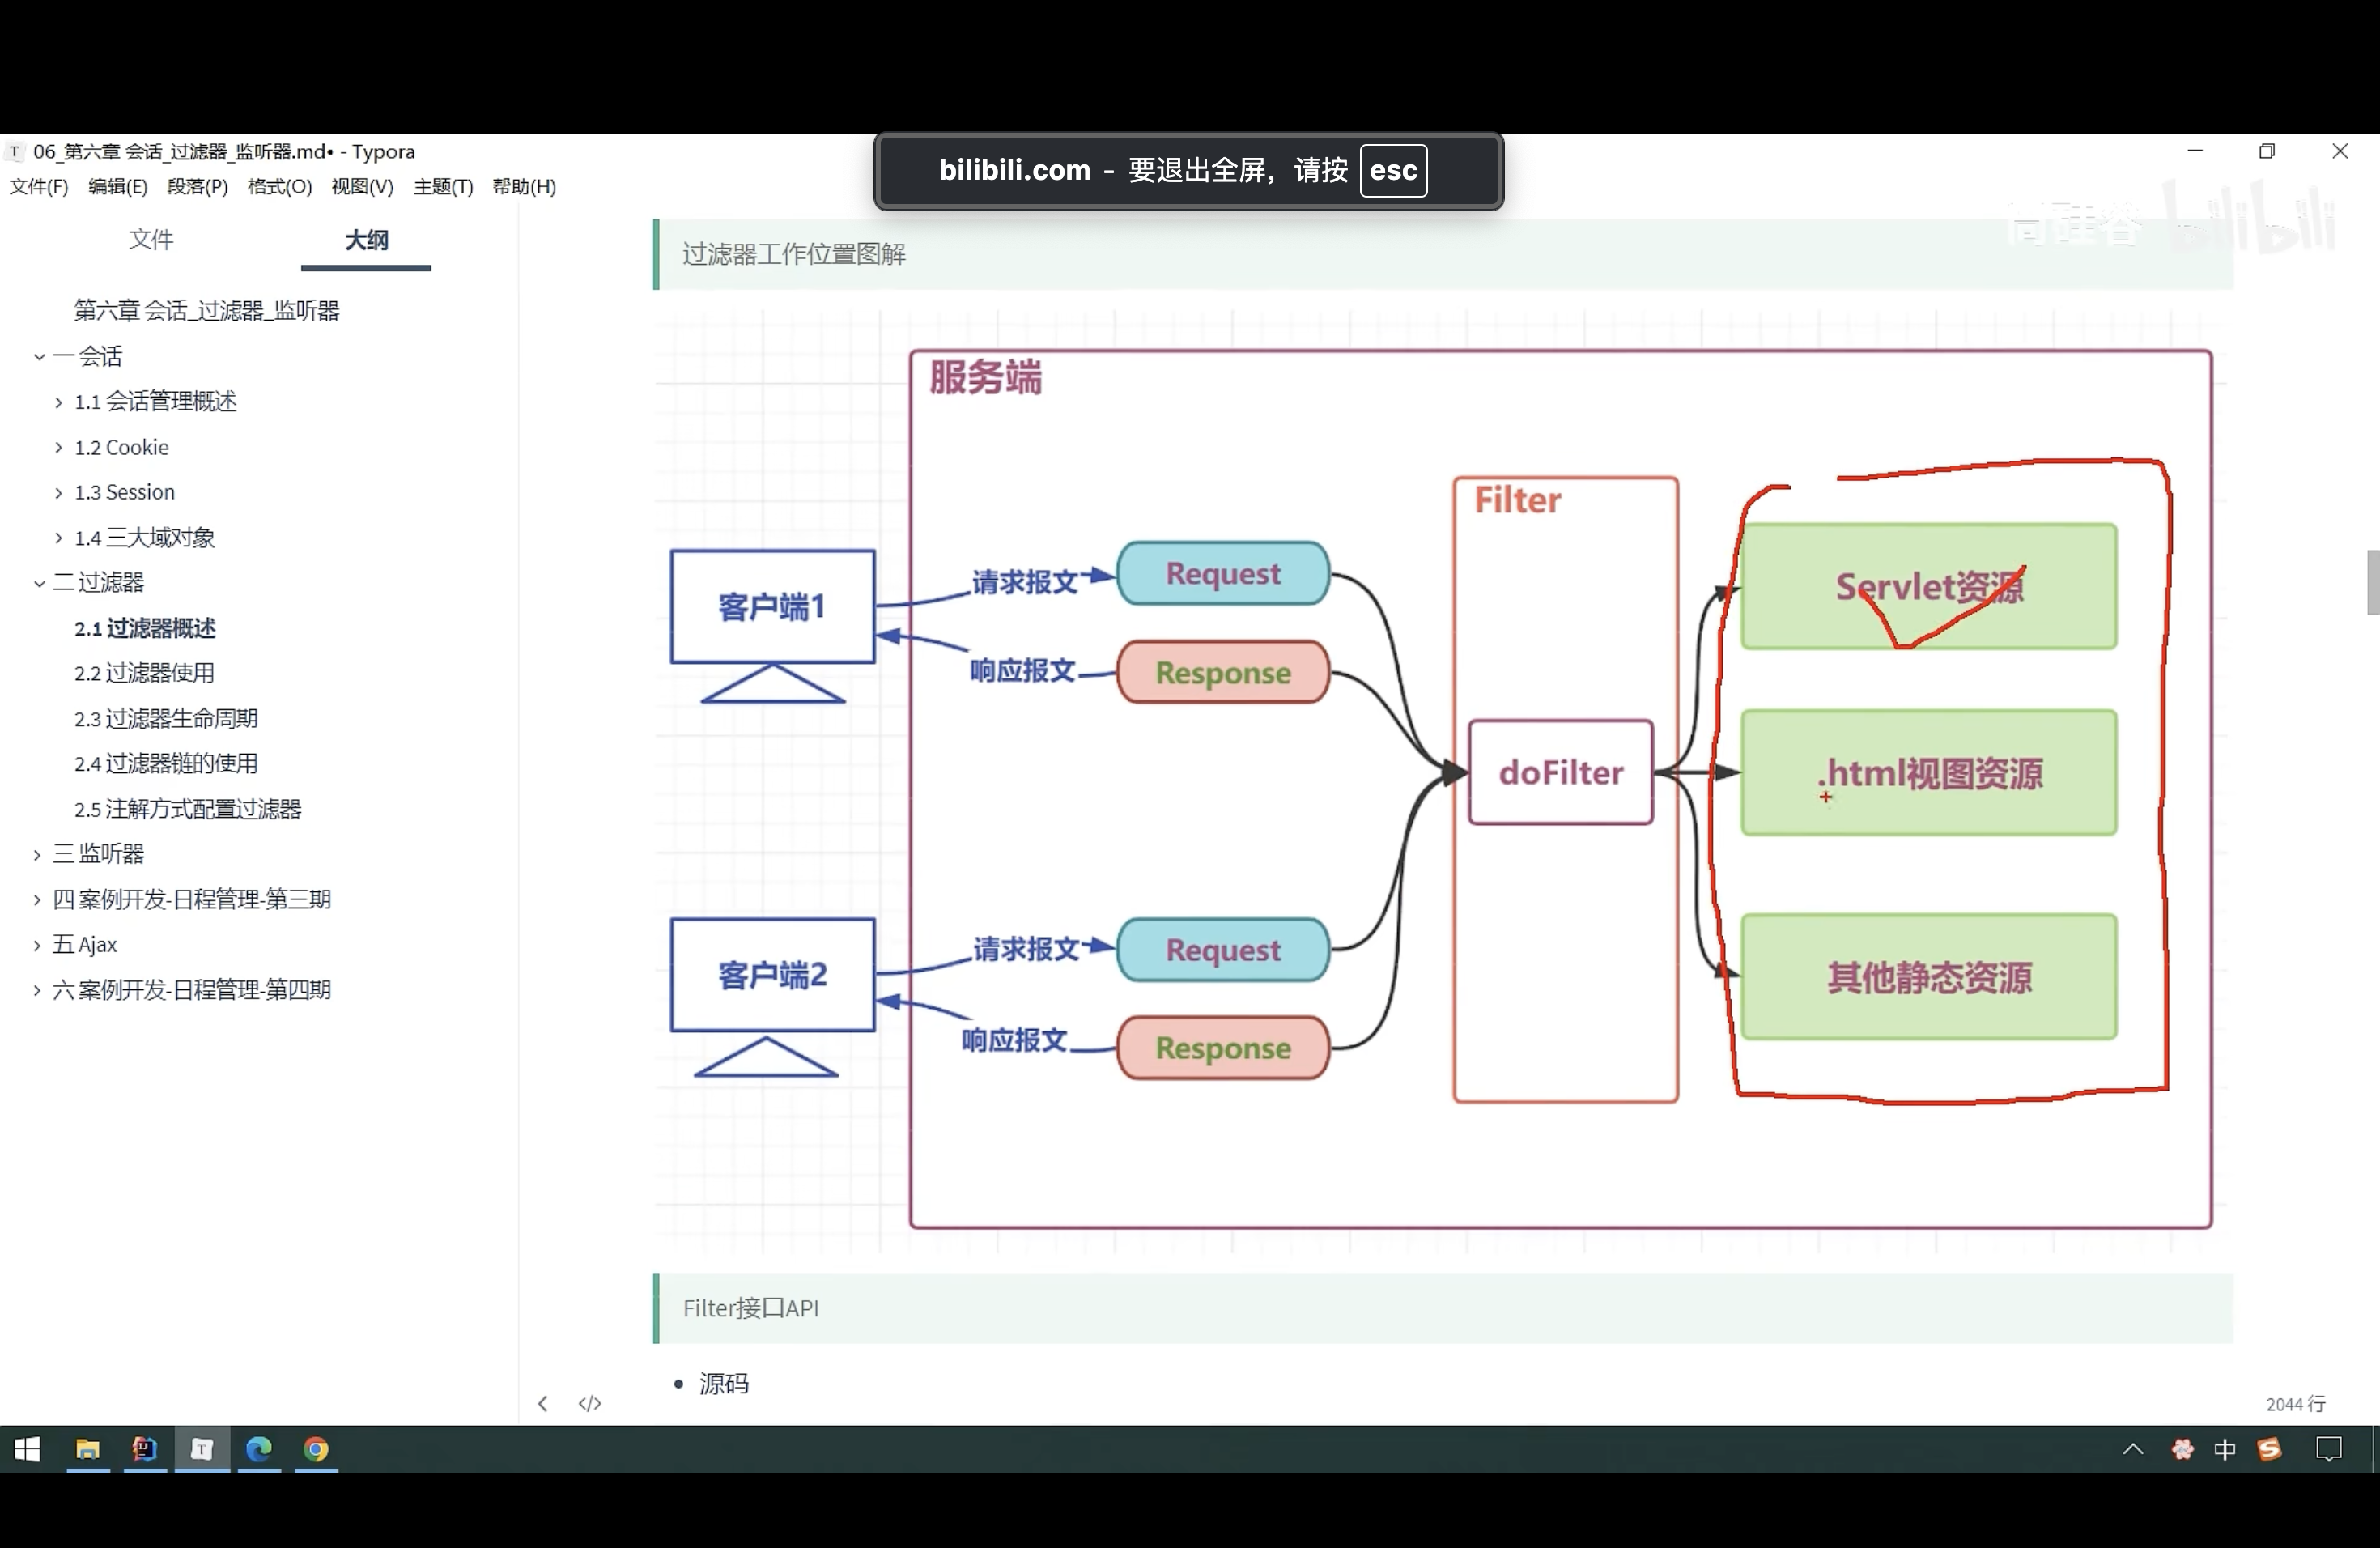 06_第六章 会话_过滤器_监听器.md• - Typora
bilibili.com - 要退出全屏，请按 esc
文件(F) 编辑(E) 段落(P) 格式(O) 视图(V) 主题(T) 帮助(H)
尚硅谷 bilibili
文件 大纲
第六章 会话_过滤器_监听器
一 会话
1.1 会话管理概述
1.2 Cookie
1.3 Session
1.4 三大域对象
二 过滤器
2.1 过滤器概述
2.2 过滤器使用
2.3 过滤器生命周期
2.4 过滤器链的使用
2.5 注解方式配置过滤器
三 监听器
四 案例开发-日程管理-第三期
五 Ajax
六 案例开发-日程管理-第四期
过滤器工作位置图解
服务端
Filter
客户端1
请求报文
Request
响应报文
Response
doFilter
Servlet资源
.html视图资源
其他静态资源
客户端2
请求报文
Request
响应报文
Response
Filter接口API
源码
2044 行
中